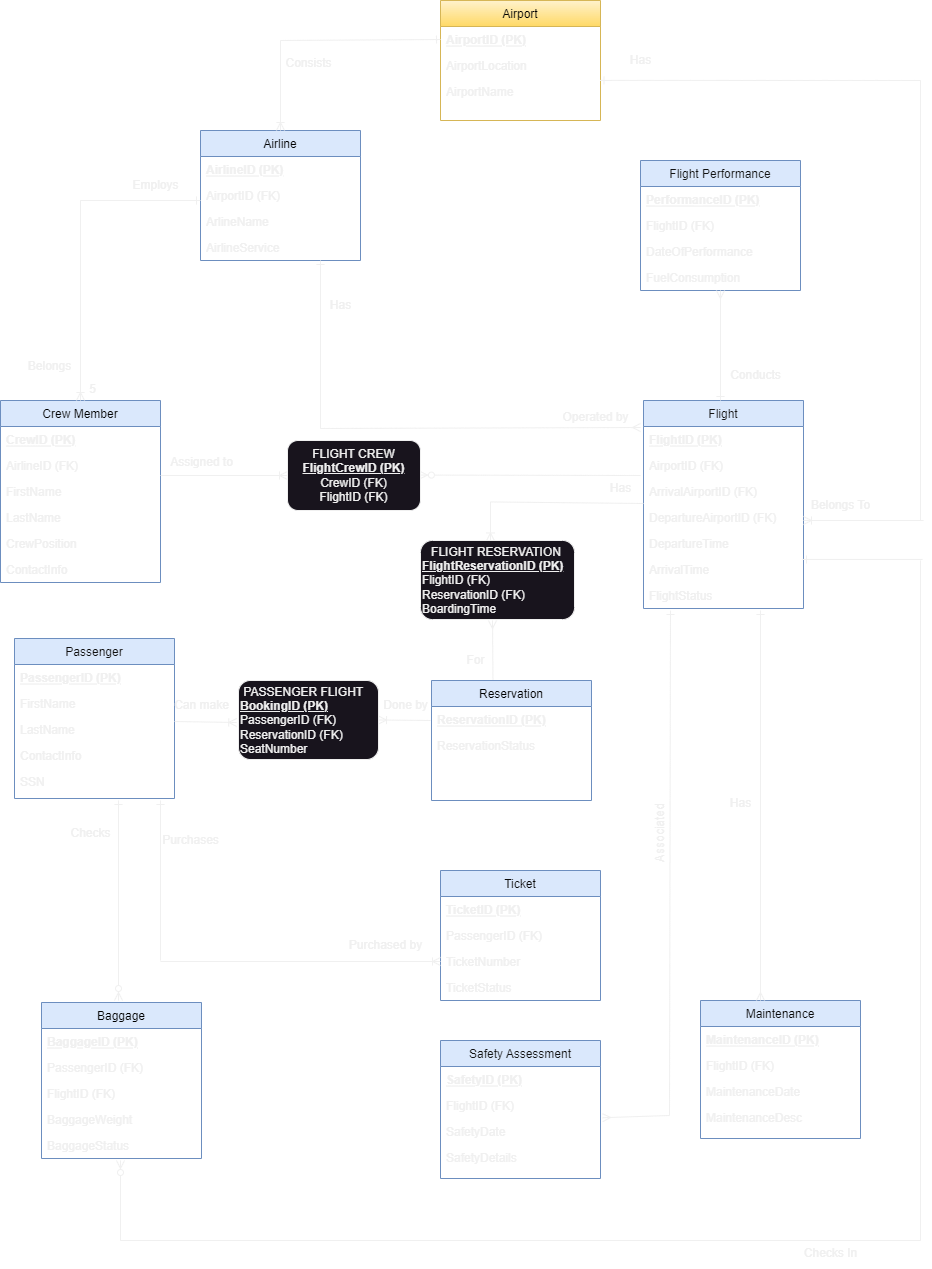 Airport
AirportID (PK)
AirportLocation
AirportName
Consists
Has
Airline
AirlineID (PK)
AirportID (FK)
ArlineName
AirlineService
Employs
Flight Performance
PerformanceID (PK)
FlightID (FK)
DateOfPerformance
FuelConsumption
Has
Belongs
5
Conducts
Operated by
Crew Member
CrewID (PK)
AirlineID (FK)
FirstName
LastName
CrewPosition
ContactInfo
Assigned to
FLIGHT CREW
FlightCrewID (PK)
CrewID (FK)
FlightID (FK)
Flight
FlightID (PK)
AirportID (FK)
ArrivalAirportID (FK)
DepartureAirportID (FK)
DepartureTime
ArrivalTime
FlightStatus
Has
Belongs To
FLIGHT RESERVATION
FlightReservationID (PK)
FlightID (FK)
ReservationID (FK)
BoardingTime
For
Passenger
PassengerID (PK)
FirstName
LastName
ContactInfo
SSN
Can make
PASSENGER FLIGHT
BookingID (PK)
PassengerID (FK)
ReservationID (FK)
SeatNumber
Done by
Reservation
ReservationID (PK)
ReservationStatus
Checks
Purchases
Associated
Has
Purchased by
Ticket
TicketID (PK)
PassengerID (FK)
TicketNumber
TicketStatus
Baggage
BaggageID (PK)
PassengerID (FK)
FlightID (FK)
BaggageWeight
BaggageStatus
Safety Assessment
SafetyID (PK)
FlightID (FK)
SafetyDate
SafetyDetails
Maintenance
MaintenanceID (PK)
FlightID (FK)
MaintenanceDate
MaintenanceDesc
Checks In